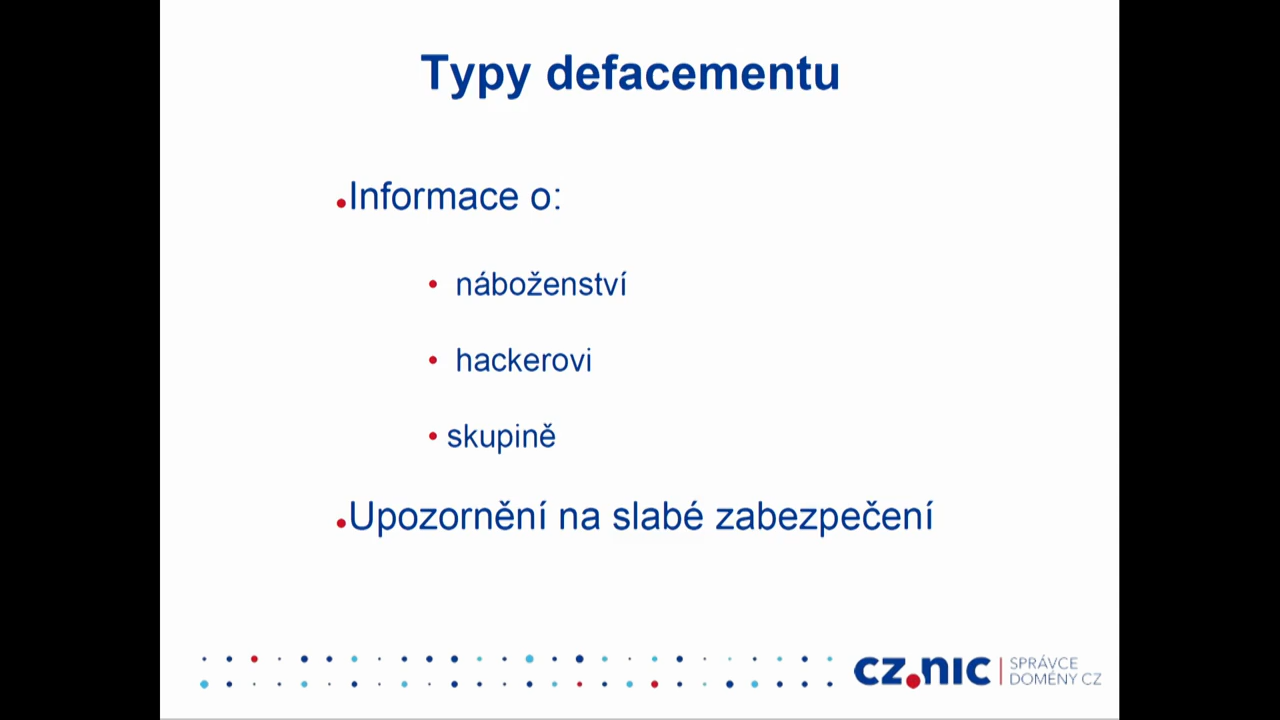 Typy defacementu
Informace o:
náboženství
hackerovi
skupině
Upozornění na slabé zabezpečení
CZ.NIC
SPRÁVCE
DOMÉNY CZ